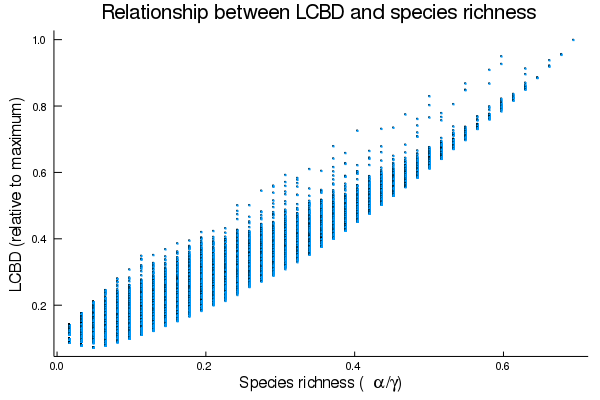 Relationship between LCBD and species richness
LCBD (relative to maximum)
1.0
0.8
0.6
0.4
0.2
0.0 0.2 0.4 0.6
Species richness ( α/γ)